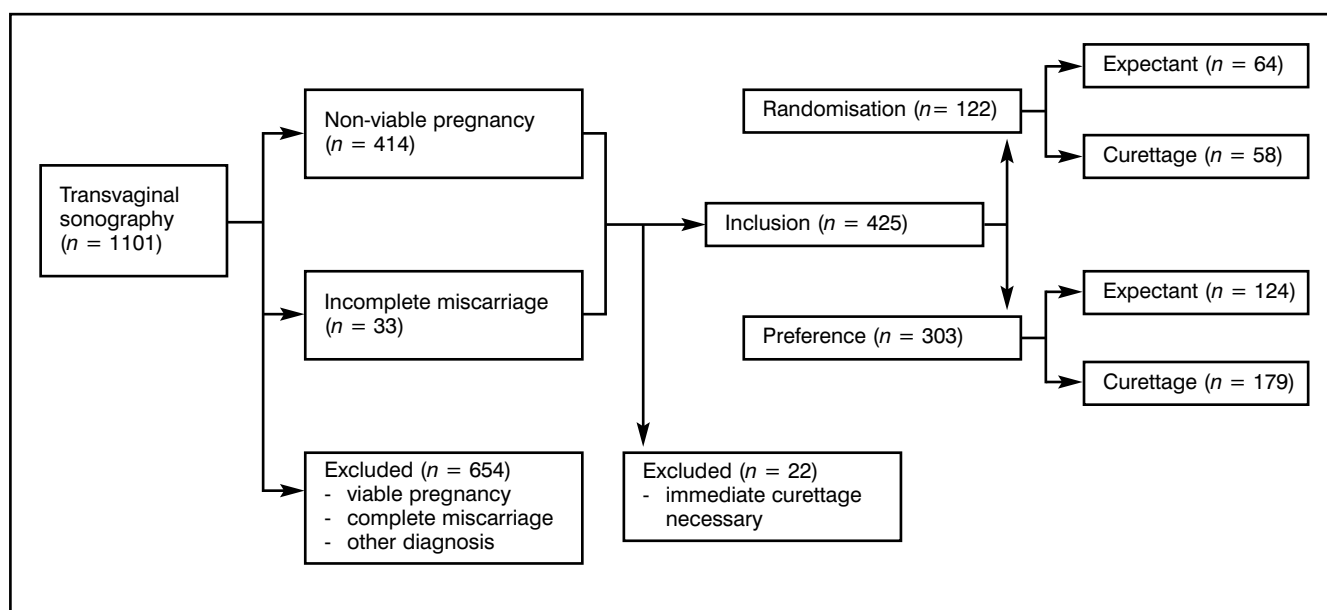 Transvaginal
sonography
(n = 1101)
Non-viable pregnancy
(n = 414)
Incomplete miscarriage
(n = 33)
Excluded (n = 654)
- viable pregnancy
- complete miscarriage
- other diagnosis
Excluded (n = 22)
- immediate curettage
necessary
Inclusion (n = 425)
Randomisation (n= 122)
Expectant (n = 64)
Curettage (n = 58)
Preference (n = 303)
Expectant (n = 124)
Curettage (n = 179)